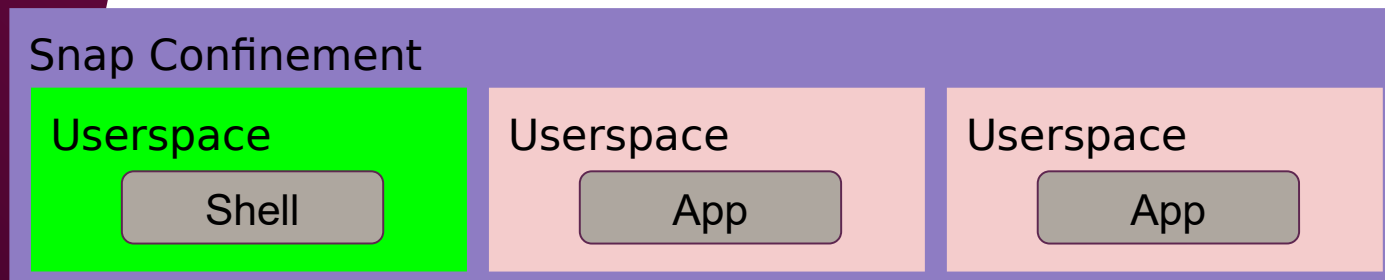 Snap Confinement
Userspace
Shell
Userspace
App
Userspace
App